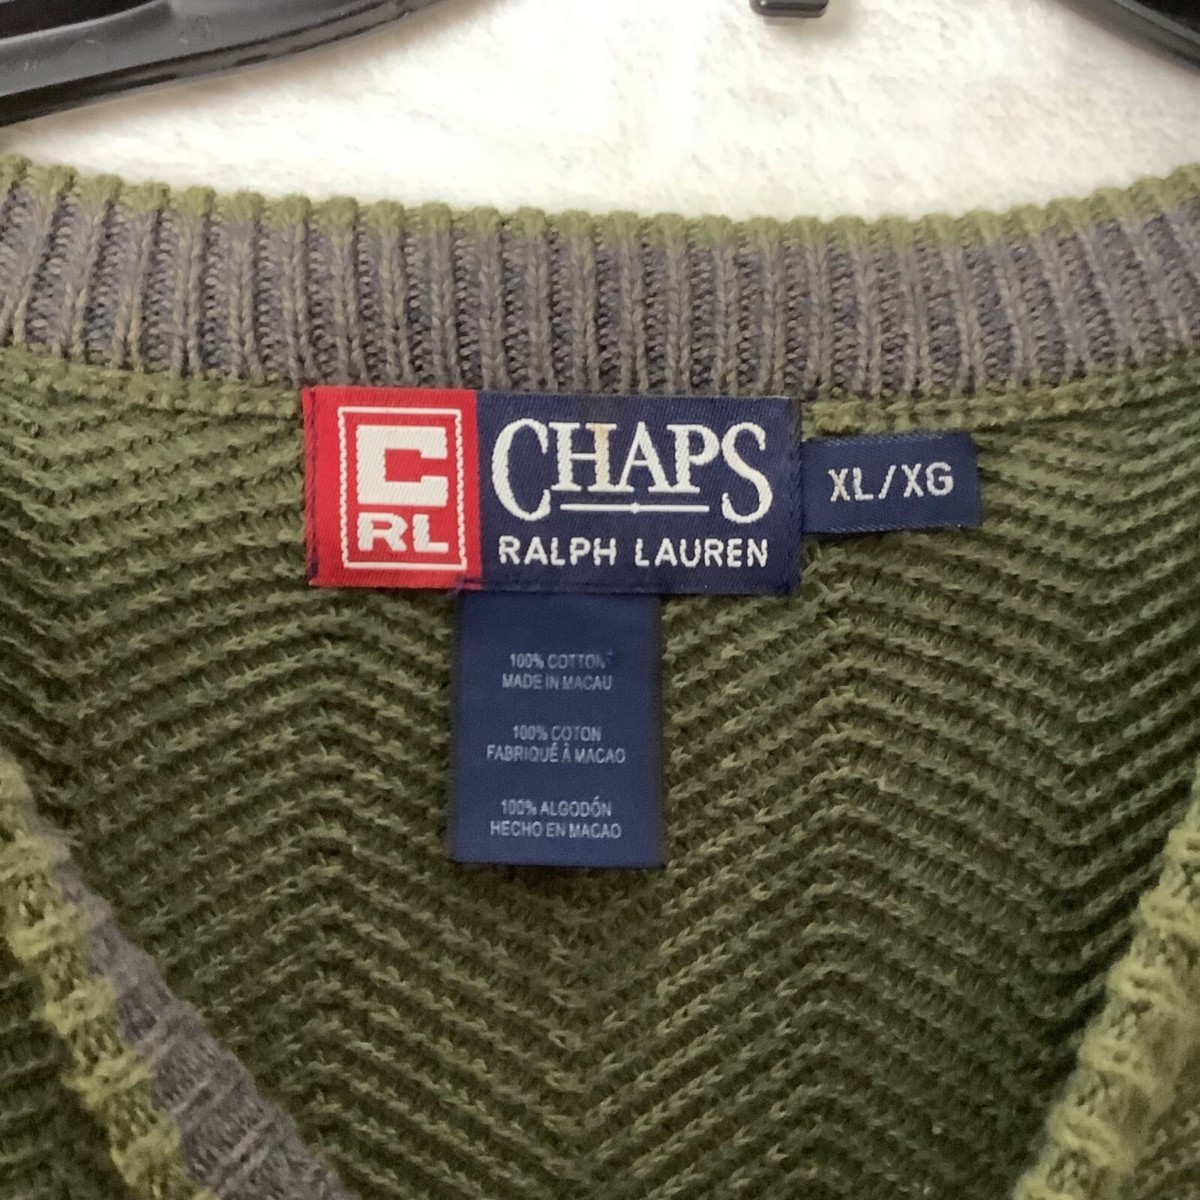 C
RL
CHAPS
RALPH LAUREN
XL/XG
100% COTTON
MADE IN MACAU
100% COTON
FABRIQUÉ À MACAO
100% ALGODÓN
HECHO EN MACAO